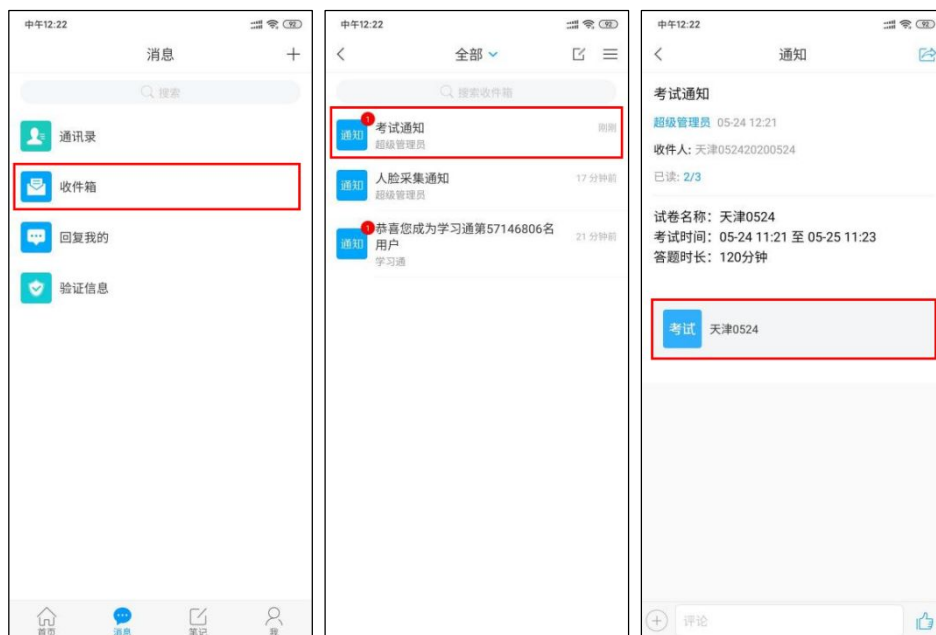 中午12:22
92
消息
搜索
通讯录
收件箱
回复我的
验证信息
首页
消息
笔记
我
中午12:22
92
全部
搜索收件箱
通知
1
考试通知
刚刚
超级管理员
通知
人脸采集通知
17 分钟前
超级管理员
通知
1
恭喜您成为学习通第57146806名
用户
21 分钟前
学习通
中午12:22
92
通知
考试通知
超级管理员 05-24 12:21
收件人: 天津052420200524
已读: 2/3
试卷名称：天津0524
考试时间：05-24 11:21 至 05-25 11:23
答题时长：120分钟
考试 天津0524
评论